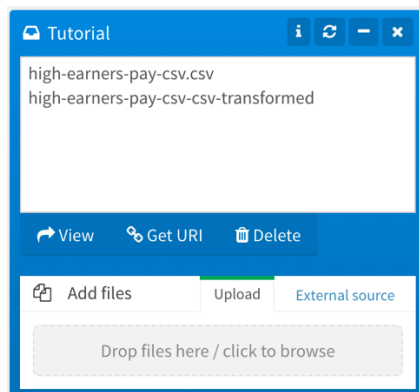 Tutorial
high-earners-pay-csv.csv
high-earners-pay-csv-csv-transformed
View Get URI Delete
Add files Upload External source
Drop files here / click to browse